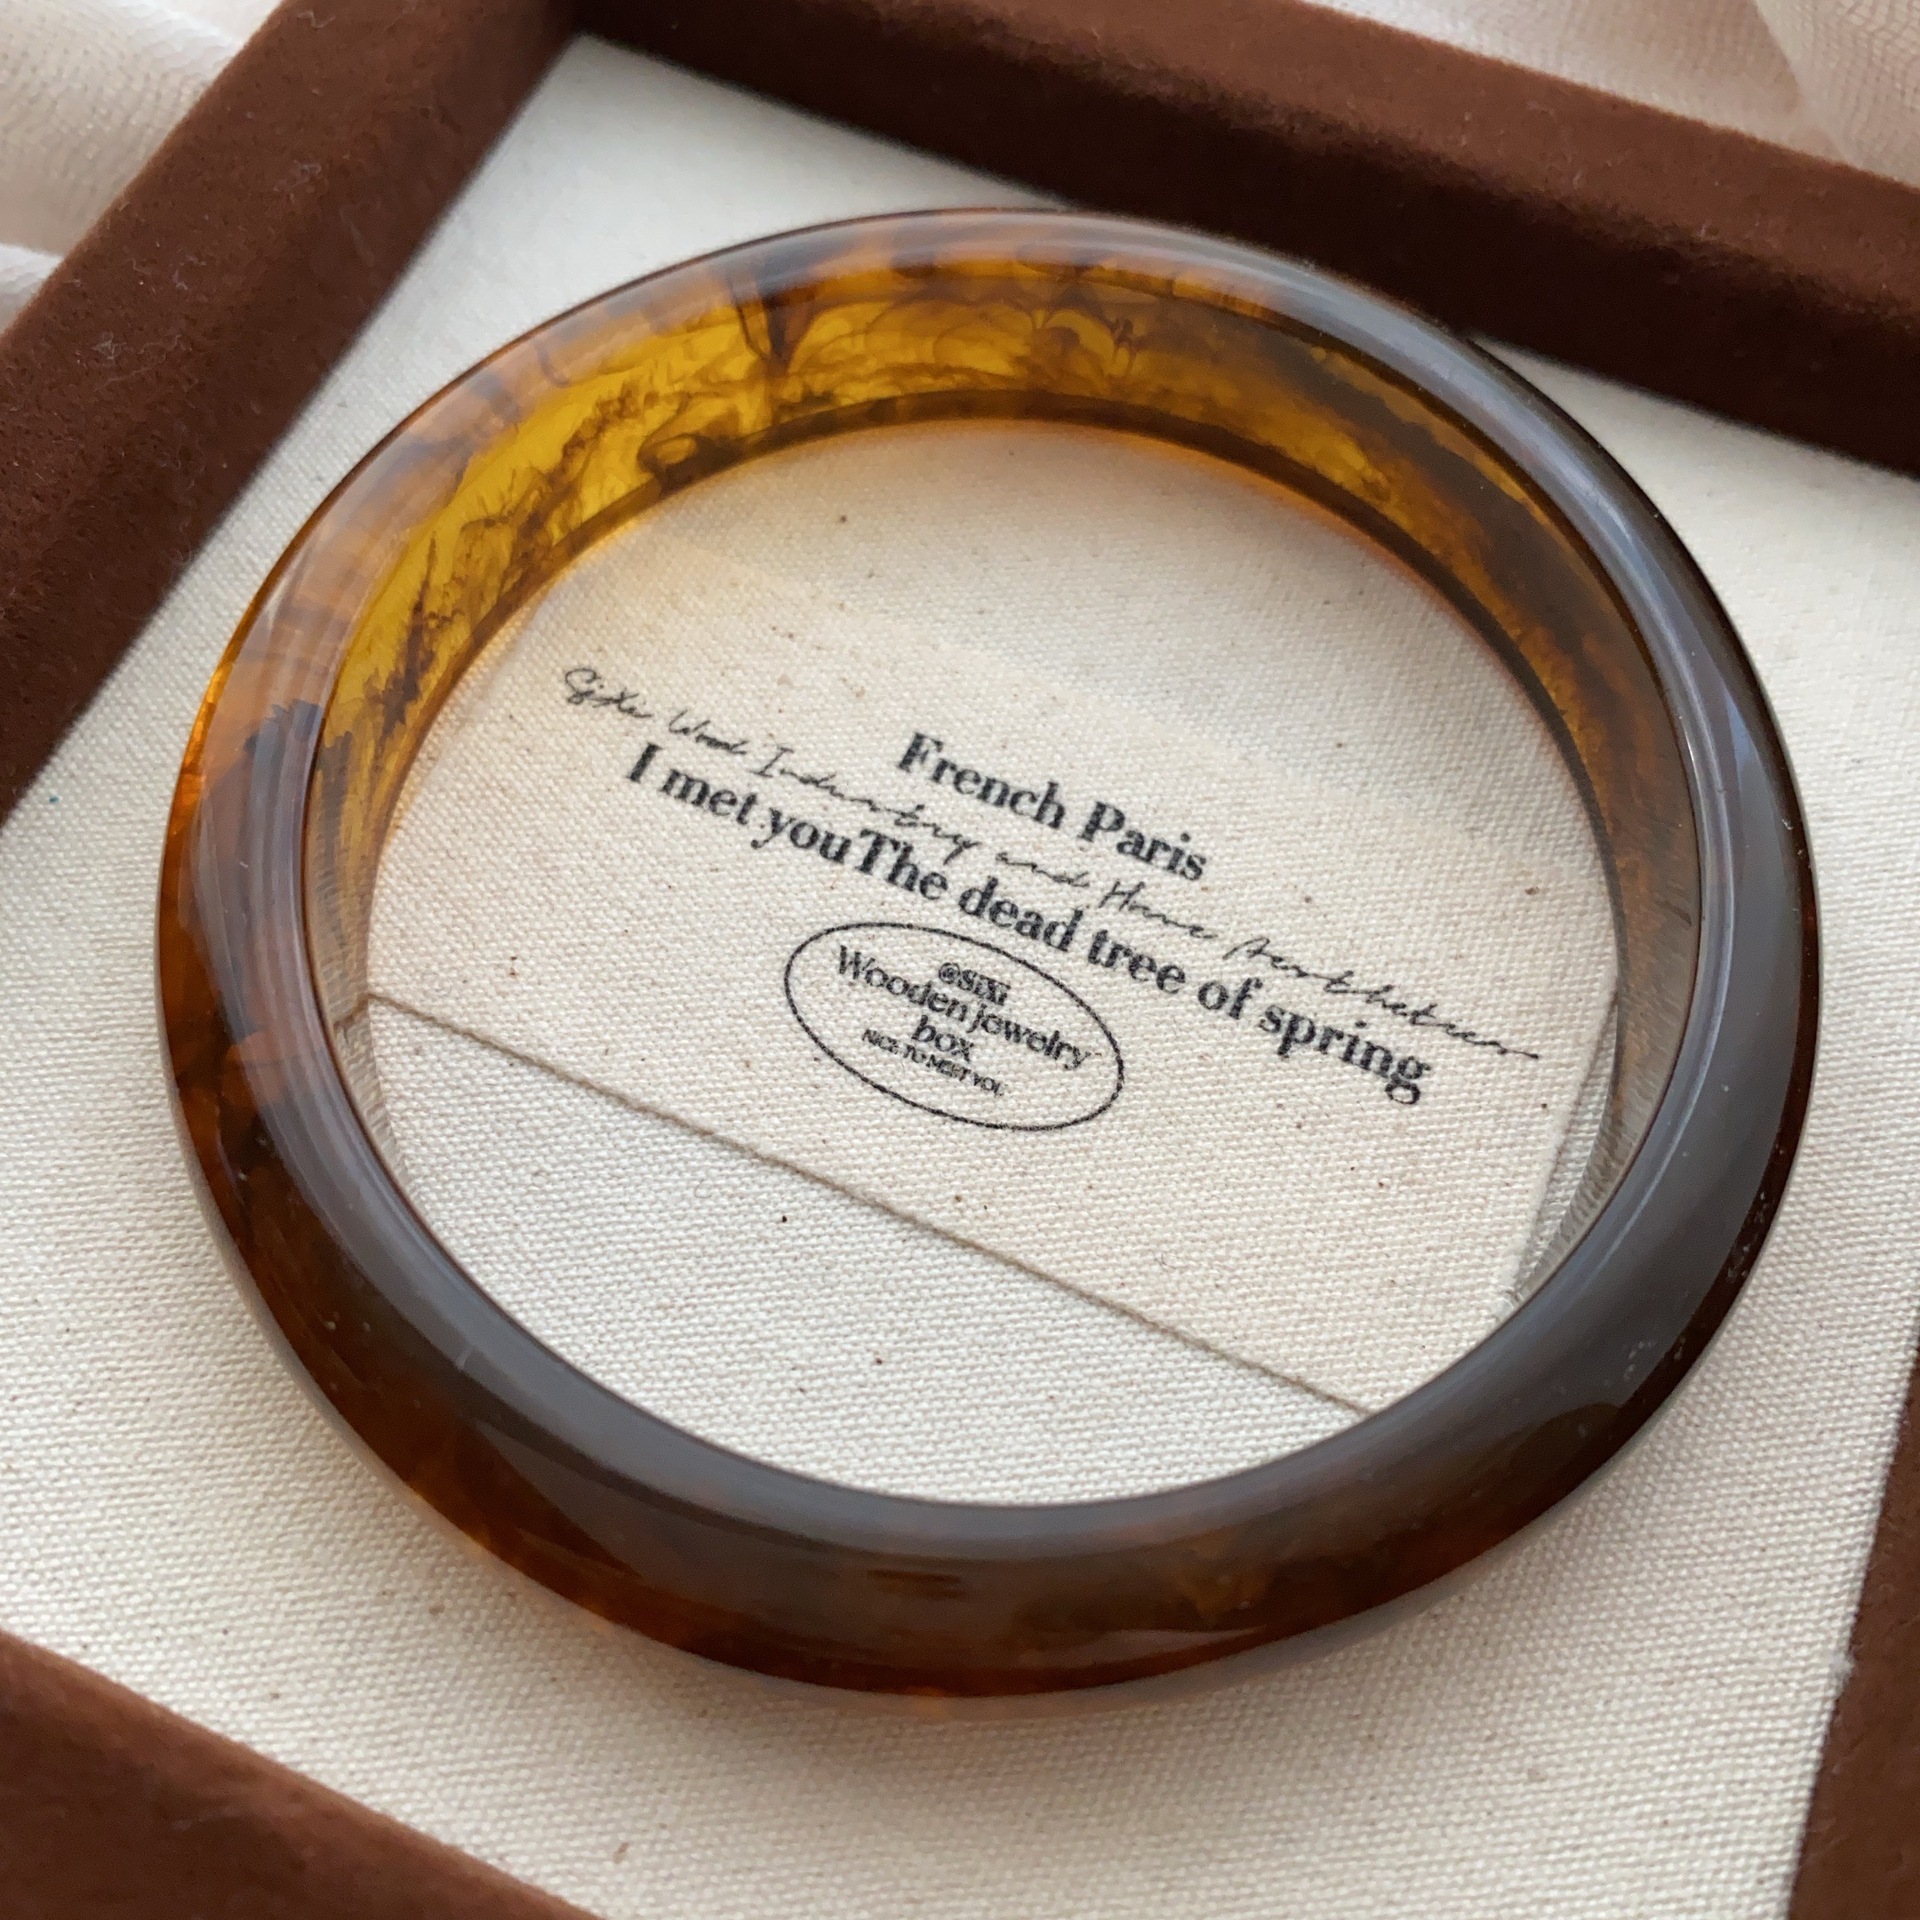 French Paris
Wood Industry and Home Aesthetics
I met youThe dead tree of spring
@SiXi
Wooden jewelry
box
NICE TO MEET YOU